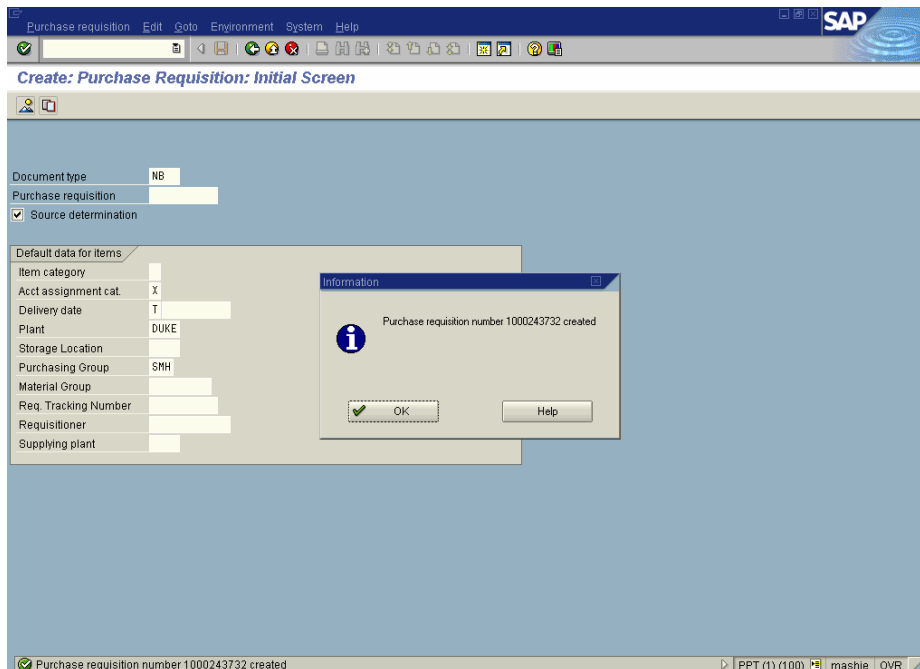 Purchase requisition Edit Goto Environment System Help
SAP
Create: Purchase Requisition: Initial Screen
Document type NB
Purchase requisition
Source determination
Default data for items
Item category
Acct assignment cat. X
Delivery date T
Plant DUKE
Storage Location
Purchasing Group SMH
Material Group
Req. Tracking Number
Requisitioner
Supplying plant
Information
Purchase requisition number 1000243732 created
OK Help
Purchase requisition number 1000243732 created PPT (1) (100) mashie OVR